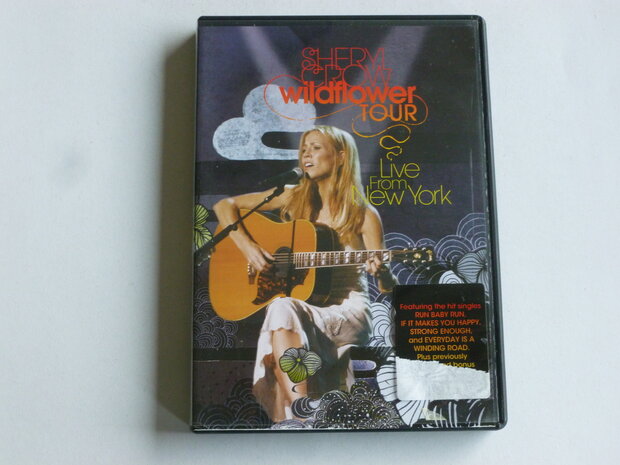 SHERYL
CROW
wildflower
TOUR
Live
From
New York
Featuring the hit singles
RUN BABY RUN,
IF IT MAKES YOU HAPPY,
STRONG ENOUGH,
and EVERYDAY IS A
WINDING ROAD.
Plus previously
bonus